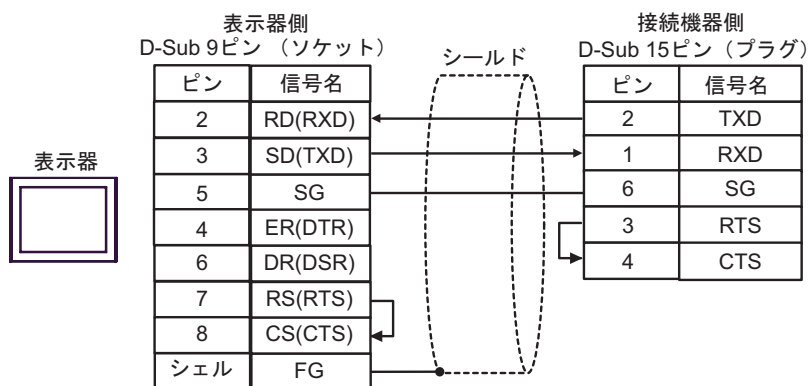 表示器側
D-Sub 9ピン （ソケット）
シールド
接続機器側
D-Sub 15ピン（プラグ）
表示器
ピン 信号名
2 RD(RXD)
3 SD(TXD)
5 SG
4 ER(DTR)
6 DR(DSR)
7 RS(RTS)
8 CS(CTS)
シェル FG
ピン 信号名
2 TXD
1 RXD
6 SG
3 RTS
4 CTS